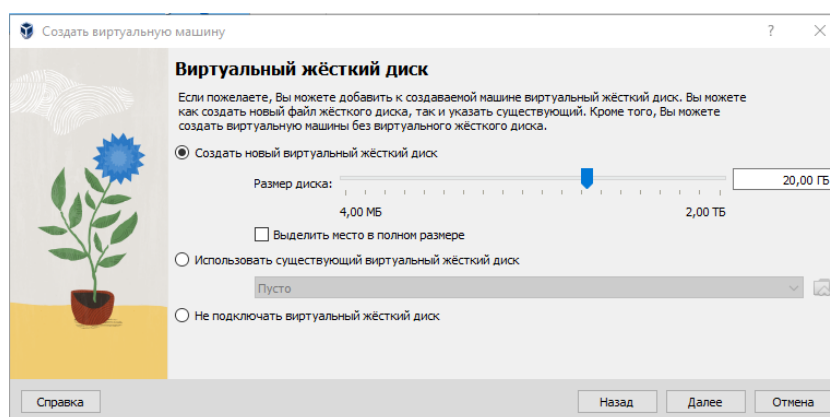 Создать виртуальную машину
Виртуальный жёсткий диск
Если пожелаете, Вы можете добавить к создаваемой машине виртуальный жёсткий диск. Вы можете
как создать новый файл жёсткого диска, так и указать существующий. Кроме того, Вы можете
создать виртуальную машины без виртуального жёсткого диска.
Создать новый виртуальный жёсткий диск
Размер диска:
20,00 ГБ
4,00 МБ
2,00 ТБ
Выделить место в полном размере
Использовать существующий виртуальный жёсткий диск
Пусто
Не подключать виртуальный жёсткий диск
Справка
Назад
Далее
Отмена